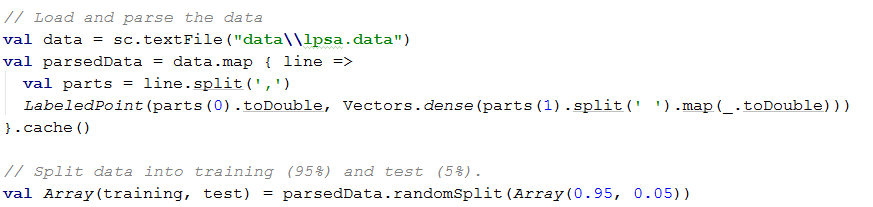 // Load and parse the data
val data = sc.textFile("data\\lpsa.data")
val parsedData = data.map { line =>
  val parts = line.split(',')
  LabeledPoint(parts(0).toDouble, Vectors.dense(parts(1).split(' ').map(_.toDouble)))
}.cache()

// Split data into training (95%) and test (5%).
val Array(training, test) = parsedData.randomSplit(Array(0.95, 0.05))